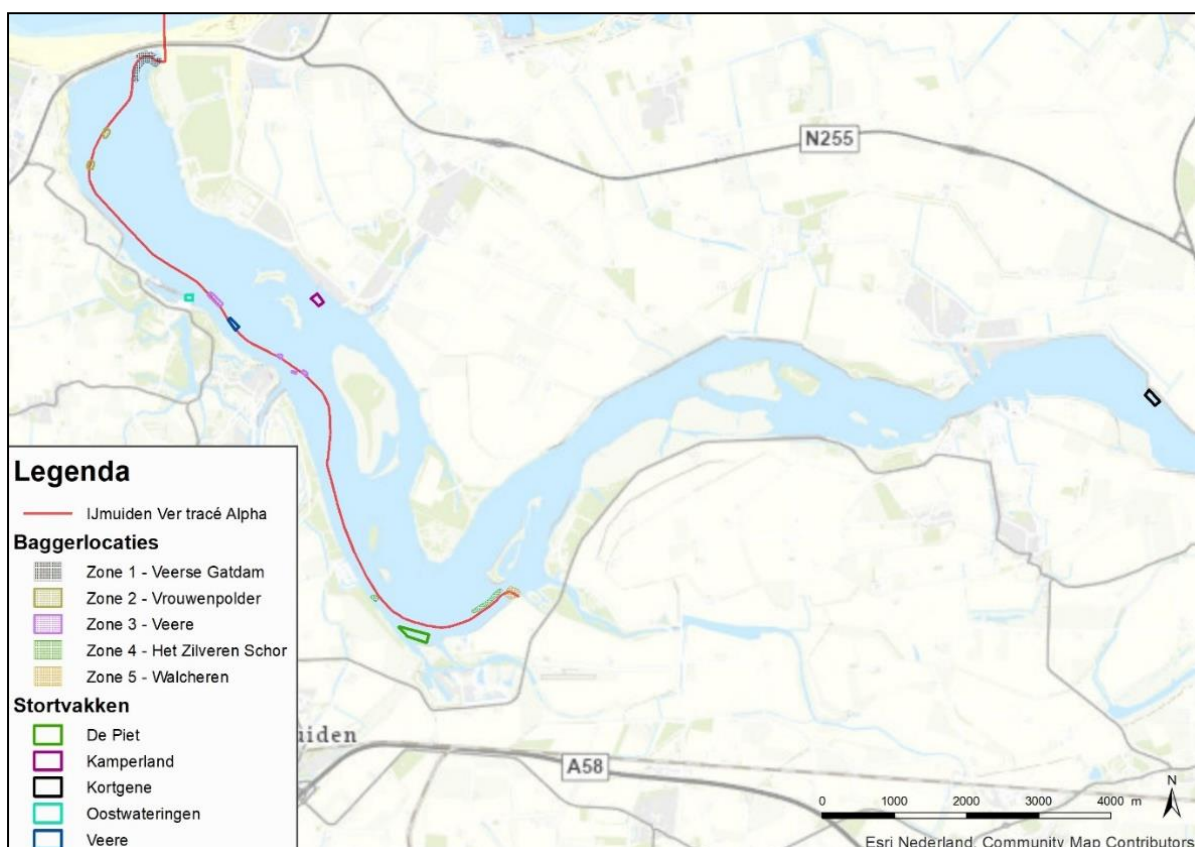 N255
Legenda
IJmuiden Ver tracé Alpha
Baggerlocaties
Zone 1 - Veerse Gatdam
Zone 2 - Vrouwenpolder
Zone 3 - Veere
Zone 4 - Het Zilveren Schor
Zone 5 - Walcheren
Stortvakken
De Piet
Kamperland
Kortgene
Oostwateringen
Veere
uiden
A58
N
0 1000 2000 3000 4000 m
Esri Nederland, Community Map Contributors